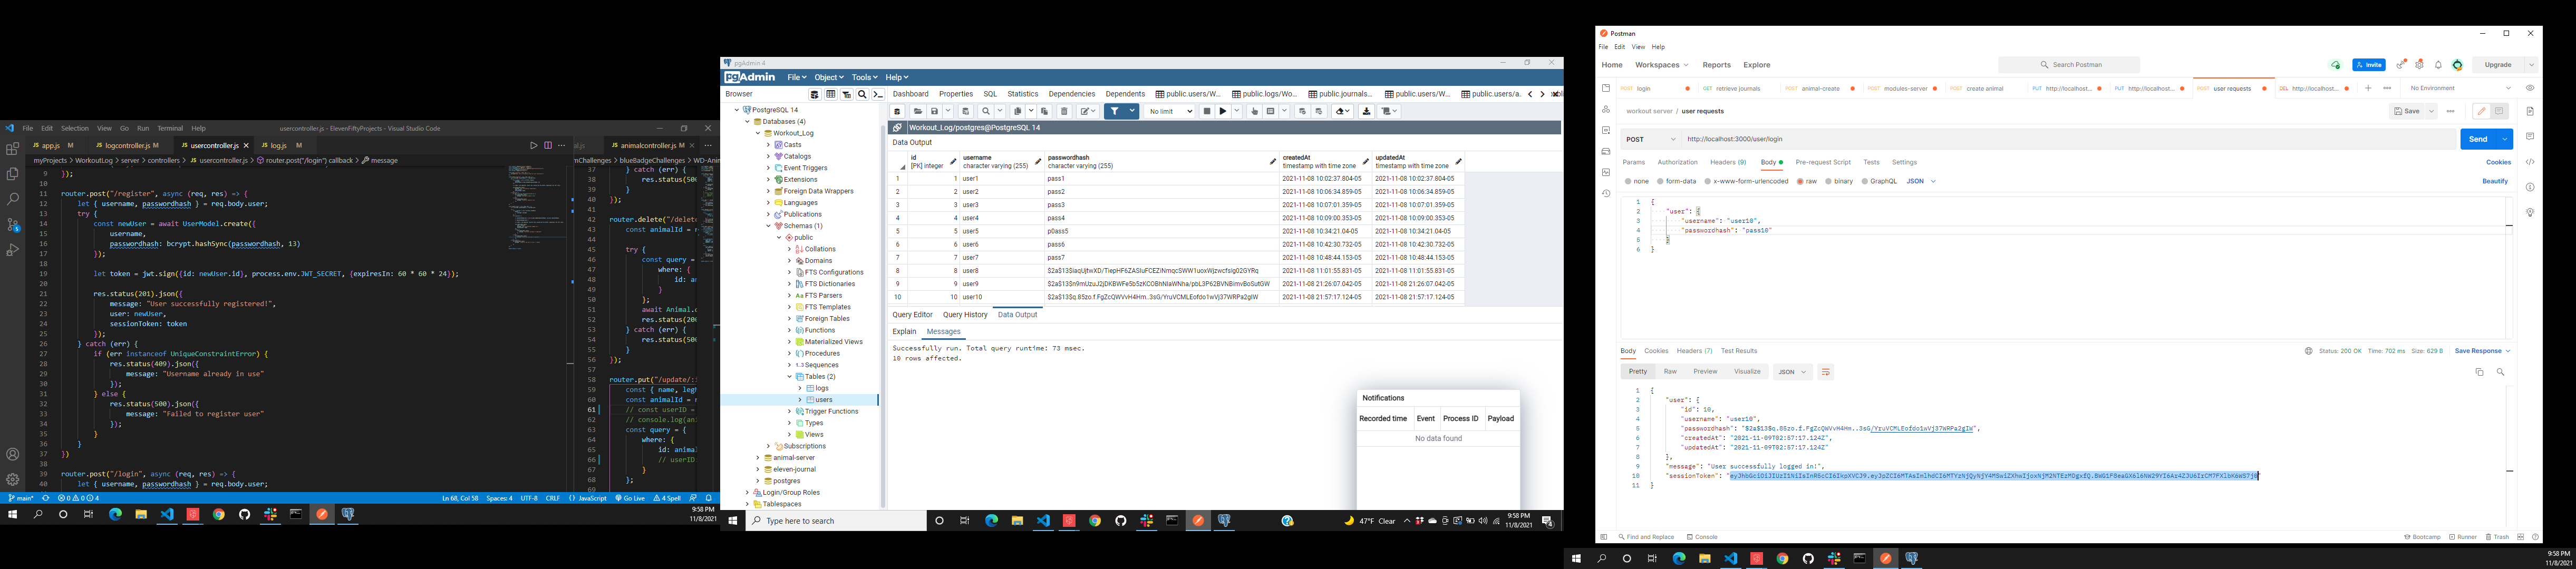 File Edit Selection View Go Run Terminal Help usercontroller.js - ElevenFiftyProjects - Visual Studio Code
app.js M logcontroller.js M usercontroller.js log.js M
myProjects > WorkoutLog > server > controllers > usercontroller.js > router.post("/login") callback > message
9 });
10
11 router.post("/register", async (req, res) => {
12 let { username, passwordhash } = req.body.user;
13 try {
14 const newUser = await UserModel.create({
15 username,
16 passwordhash: bcrypt.hashSync(passwordhash, 13)
17 });
18
19 let token = jwt.sign({id: newUser.id}, process.env.JWT_SECRET, {expiresIn: 60 * 60 * 24});
20
21 res.status(201).json({
22 message: "User successfully registered!",
23 user: newUser,
24 sessionToken: token
25 });
26 } catch (err) {
27 if (err instanceof UniqueConstraintError) {
28 res.status(409).json({
29 message: "Username already in use"
30 });
31 } else {
32 res.status(500).json({
33 message: "Failed to register user"
34 });
35 }
36 }
37 })
38
39 router.post("/login", async (req, res) => {
40 let { username, passwordhash } = req.body.user;
main* 0 0 4 Ln 68, Col 58 Spaces: 4 UTF-8 CRLF JavaScript Go Live 4 Spell
9:58 PM
11/8/2021
al.js animalcontroller.js M
mChallenges > blueBadgeChallenges > WD-An
37 } catch (err) {
38 res.status(500
39 }
40 });
41
42 router.delete("/delet
43 const animalId = r
44
45 try {
46 const query =
47 where: {
48 id: an
49 }
50 };
51 await Animal.d
52 res.status(200
53 } catch (err) {
54 res.status(500
55 }
56 });
57
58 router.put("/update/:i
59 const { name, legN
60 const animalId = r
61 // const userID =
62 // console.log(ani
63 const query = {
64 where: {
65 id: animal
66 // userID
67 }
68 };
69
pgAdmin 4
pgAdmin File Object Tools Help
Browser
PostgreSQL 14
Databases (4)
Workout_Log
Casts
Catalogs
Event Triggers
Extensions
Foreign Data Wrappers
Languages
Publications
Schemas (1)
public
Collations
Domains
FTS Configurations
FTS Dictionaries
FTS Parsers
FTS Templates
Foreign Tables
Functions
Materialized Views
Procedures
Sequences
Tables (2)
logs
users
Trigger Functions
Types
Views
Subscriptions
animal-server
eleven-journal
postgres
Login/Group Roles
Tablespaces
Dashboard Properties SQL Statistics Dependencies Dependents public.users/W... public.logs/Wo... public.journals... public.users/W... public.users/a.
No limit
Workout_Log/postgres@PostgreSQL 14
Data Output
id username passwordhash createdAt updatedAt
[PK] integer character varying (255) character varying (255) timestamp with time zone timestamp with time zone
1 1 user1 pass1 2021-11-08 10:02:37.804-05 2021-11-08 10:02:37.804-05
2 2 user2 pass2 2021-11-08 10:06:34.859-05 2021-11-08 10:06:34.859-05
3 3 user3 pass3 2021-11-08 10:07:01.359-05 2021-11-08 10:07:01.359-05
4 4 user4 pass4 2021-11-08 10:09:00.353-05 2021-11-08 10:09:00.353-05
5 5 user5 p0ass5 2021-11-08 10:34:21.04-05 2021-11-08 10:34:21.04-05
6 6 user6 pass6 2021-11-08 10:42:30.732-05 2021-11-08 10:42:30.732-05
7 7 user7 pass7 2021-11-08 10:48:44.153-05 2021-11-08 10:48:44.153-05
8 8 user8 2021-11-08 11:01:55.831-05 2021-11-08 11:01:55.831-05
9 9 user9 2021-11-08 21:26:07.042-05 2021-11-08 21:26:07.042-05
10 10 user10 2021-11-08 21:57:17.124-05 2021-11-08 21:57:17.124-05
Query Editor Query History Data Output
Explain Messages
Successfully run. Total query runtime: 73 msec.
10 rows affected.
Notifications
Recorded time Event Process ID Payload
No data found
Type here to search 47°F Clear 9:58 PM
11/8/2021
Postman
File Edit View Help
Home Workspaces Reports Explore Search Postman Invite Upgrade
POST login GET retrieve journals POST animal-create POST modules-server POST create animal PUT http://localhost... PUT http://localhost... POST user requests DEL http://localhost... No Environment
workout server / user requests Save
POST http://localhost:3000/user/login Send
Params Authorization Headers (9) Body Pre-request Script Tests Settings Cookies
none form-data x-www-form-urlencoded raw binary GraphQL JSON Beautify
1 {
2 "user": {
3 "username": "user10",
4 "passwordhash": "pass10"
5 }
6 }
Body Cookies Headers (7) Test Results Status: 200 OK Time: 702 ms Size: 629 B Save Response
Pretty Raw Preview Visualize JSON
1 {
2 "user": {
3 "id": 10,
4 "username": "user10",
5 "passwordhash":
6 "createdAt": "2021-11-09T02:57:17.124Z",
7 "updatedAt": "2021-11-09T02:57:17.124Z"
8 },
9 "message": "User successfully logged in!",
10 "sessionToken":
11 }
Find and Replace Console Bootcamp Runner Trash
9:58 PM
11/8/2021